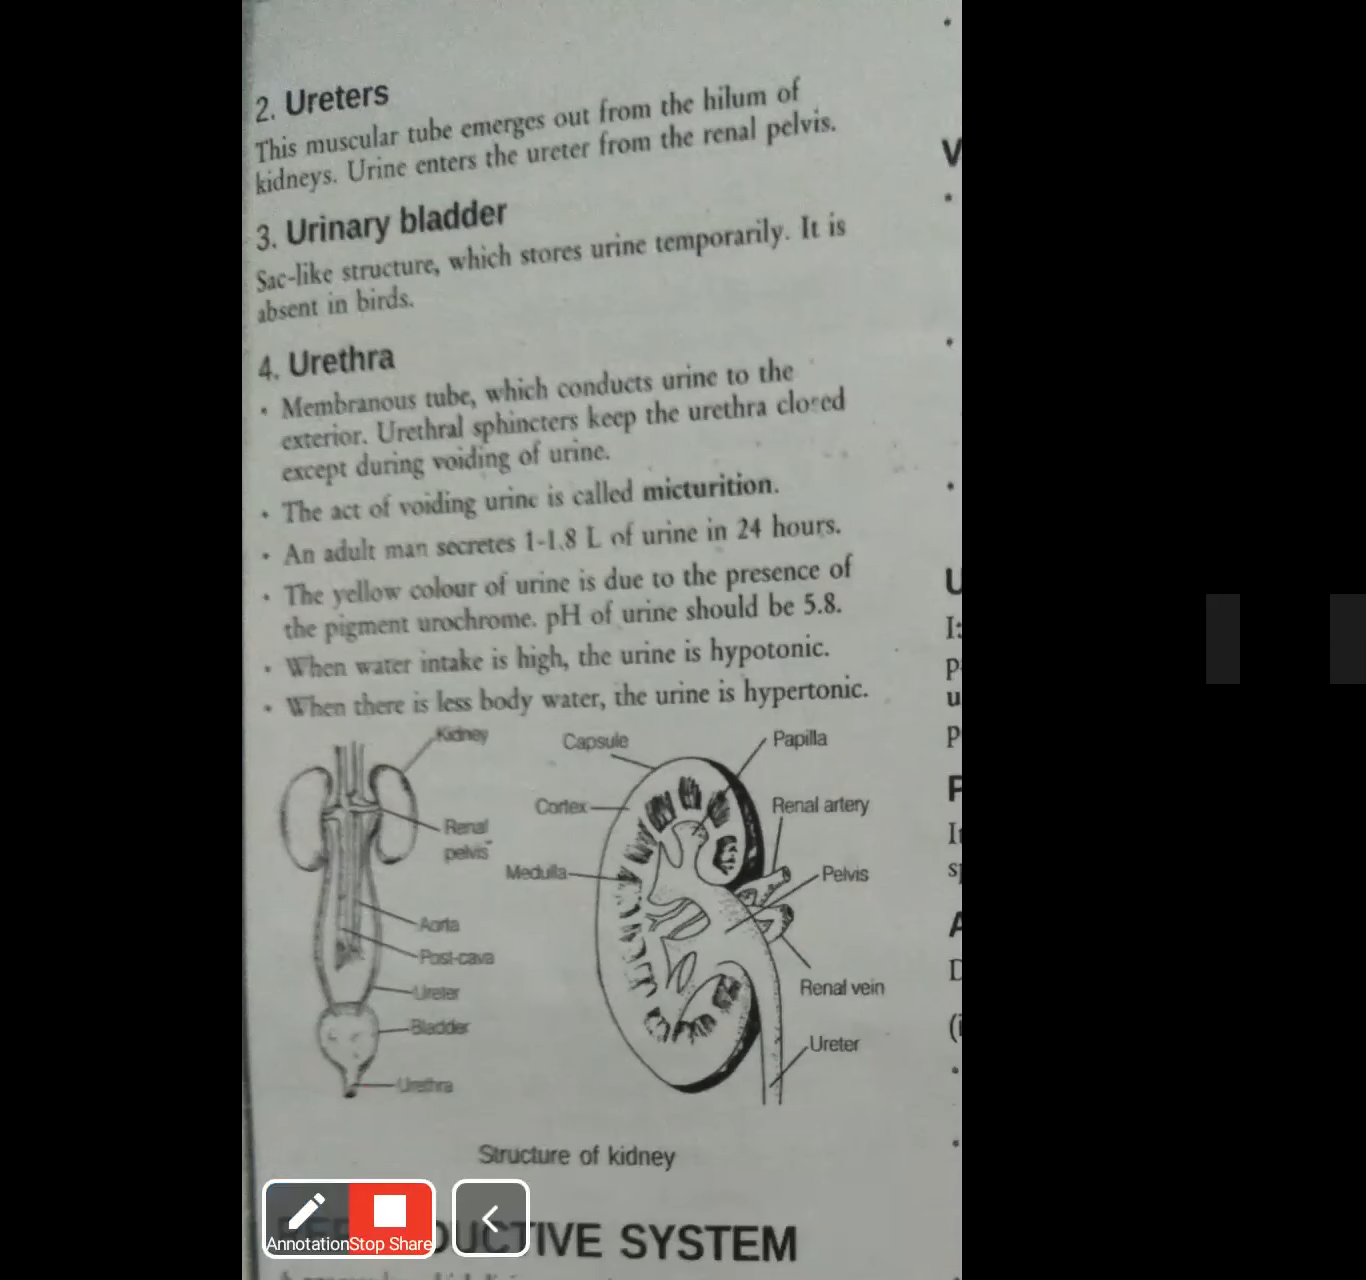 2. Ureters
This muscular tube emerges out from the hilum of
kidneys. Urine enters the ureter from the renal pelvis.
3. Urinary bladder
Sac-like structure, which stores urine temporarily. It is
absent in birds.
4. Urethra
• Membranous tube, which conducts urine to the
exterior. Urethral sphincters keep the urethra closed
except during voiding of urine.
• The act of voiding urine is called micturition.
• An adult man secretes 1-1.8 L of urine in 24 hours.
• The yellow colour of urine is due to the presence of
the pigment urochrome. pH of urine should be 5.8.
• When water intake is high, the urine is hypotonic.
• When there is less body water, the urine is hypertonic.
Kidney
Renal
pelvis
Aorta
Post-cava
Ureter
Bladder
Urethra
Capsule
Papilla
Cortex
Renal artery
Medulla
Pelvis
Renal vein
Ureter
Structure of kidney
SYSTEM
Annotation
Stop Share